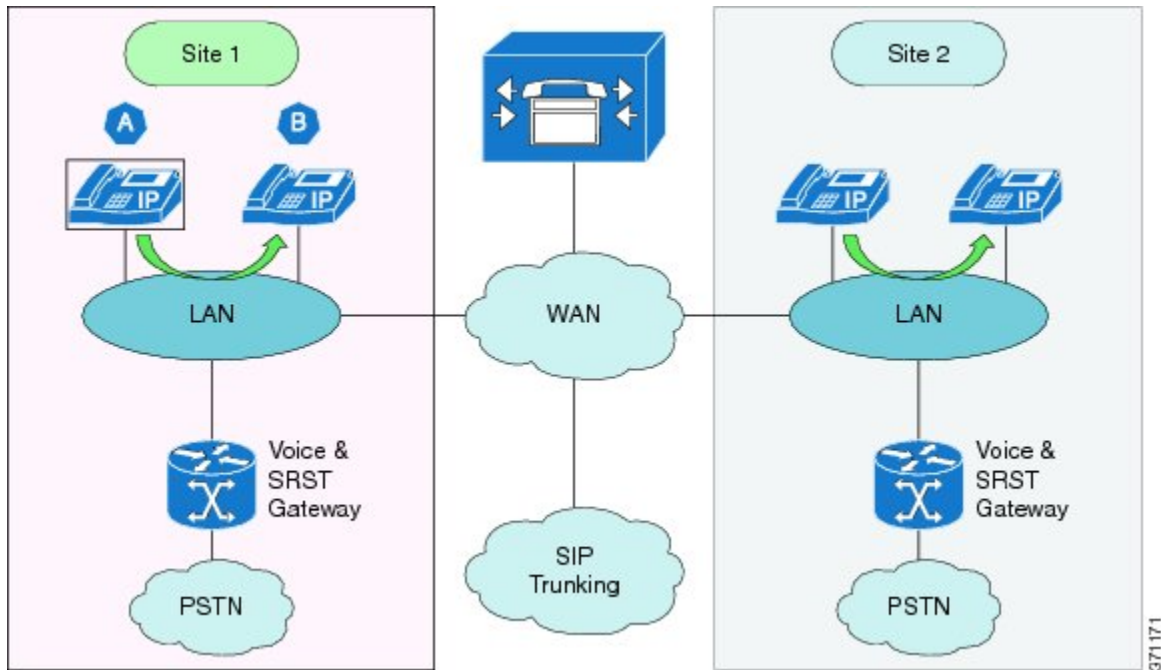 Site 1
Site 2
A
B
IP
IP
IP
IP
LAN
WAN
LAN
Voice &
SRST
Gateway
Voice &
SRST
Gateway
SIP
Trunking
PSTN
PSTN
371171